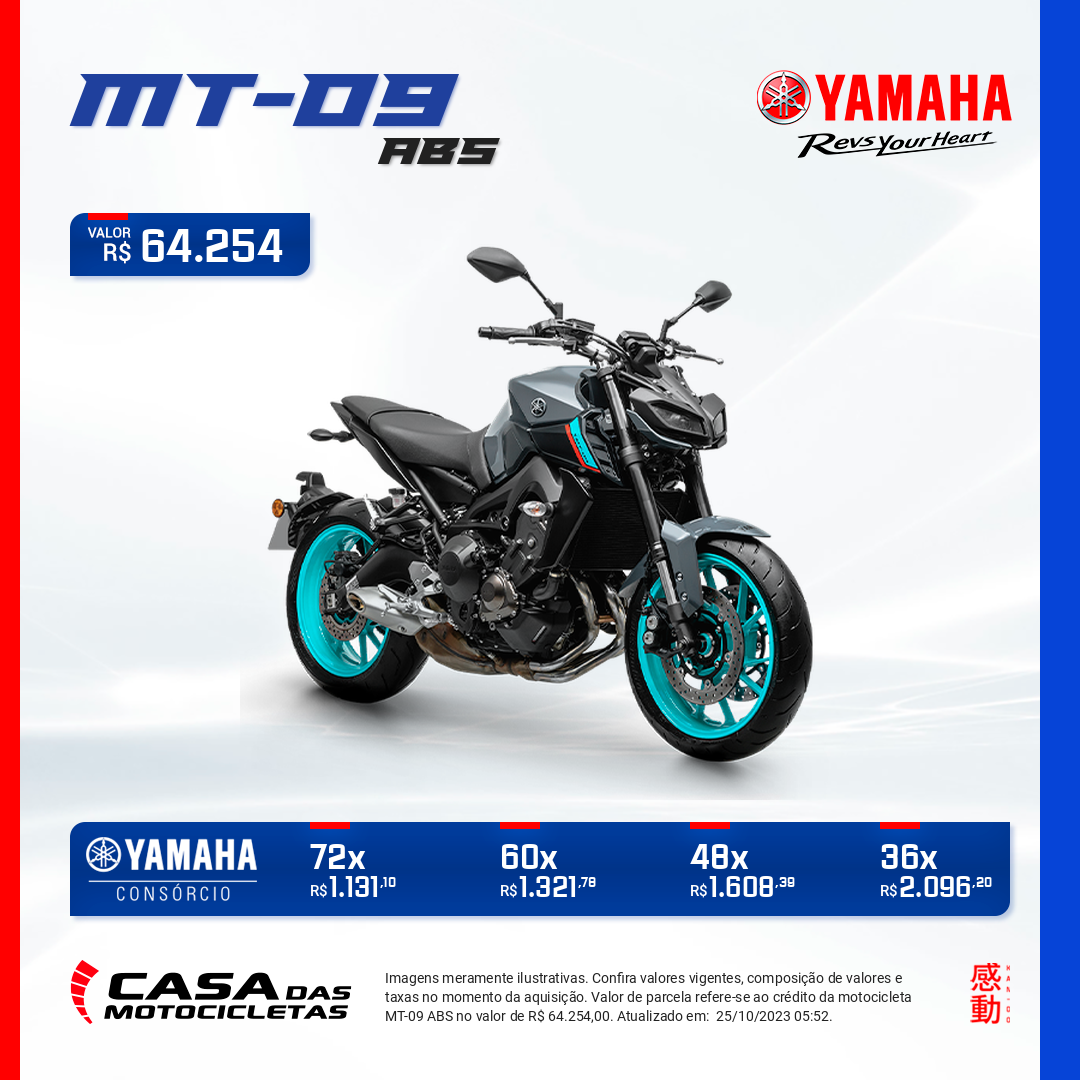 MT-09
ABS
YAMAHA
Revs Your Heart
VALOR
R$ 64.254
YAMAHA
CONSÓRCIO
72x
R$1.131,10
60x
R$1.321,78
48x
R$1.608,39
36x
R$2.096,20
CASA DAS
MOTOCICLETAS
Imagens meramente ilustrativas. Confira valores vigentes, composição de valores e
taxas no momento da aquisição. Valor de parcela refere-se ao crédito da motocicleta
MT-09 ABS no valor de R$ 64.254,00. Atualizado em: 25/10/2023 05:52.
感動